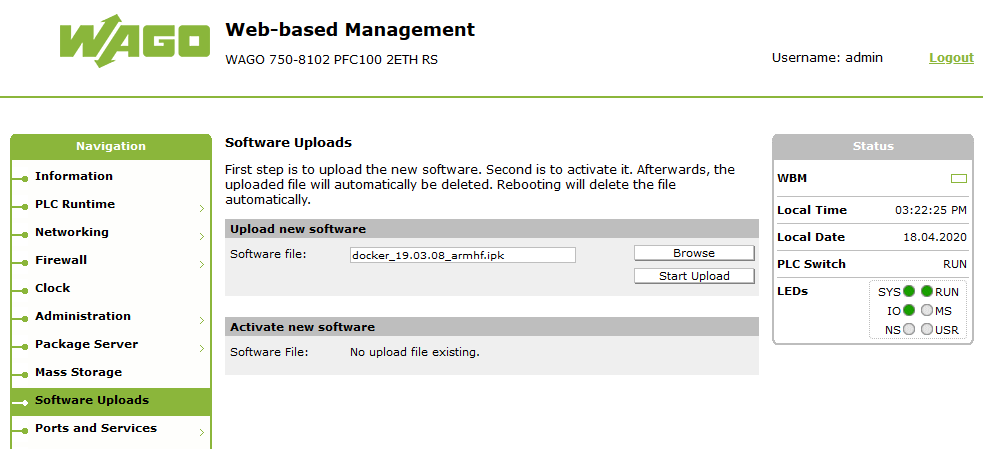 WAGO
Web-based Management
WAGO 750-8102 PFC100 2ETH RS
Username: admin
Logout
Navigation
Information
PLC Runtime
Networking
Firewall
Clock
Administration
Package Server
Mass Storage
Software Uploads
Ports and Services
Software Uploads
First step is to upload the new software. Second is to activate it. Afterwards, the
uploaded file will automatically be deleted. Rebooting will delete the file
automatically.
Upload new software
Software file: docker_19.03.08_armhf.ipk Browse
Start Upload
Activate new software
Software File: No upload file existing.
Status
WBM
Local Time 03:22:25 PM
Local Date 18.04.2020
PLC Switch RUN
LEDs SYS RUN
IO MS
NS USR